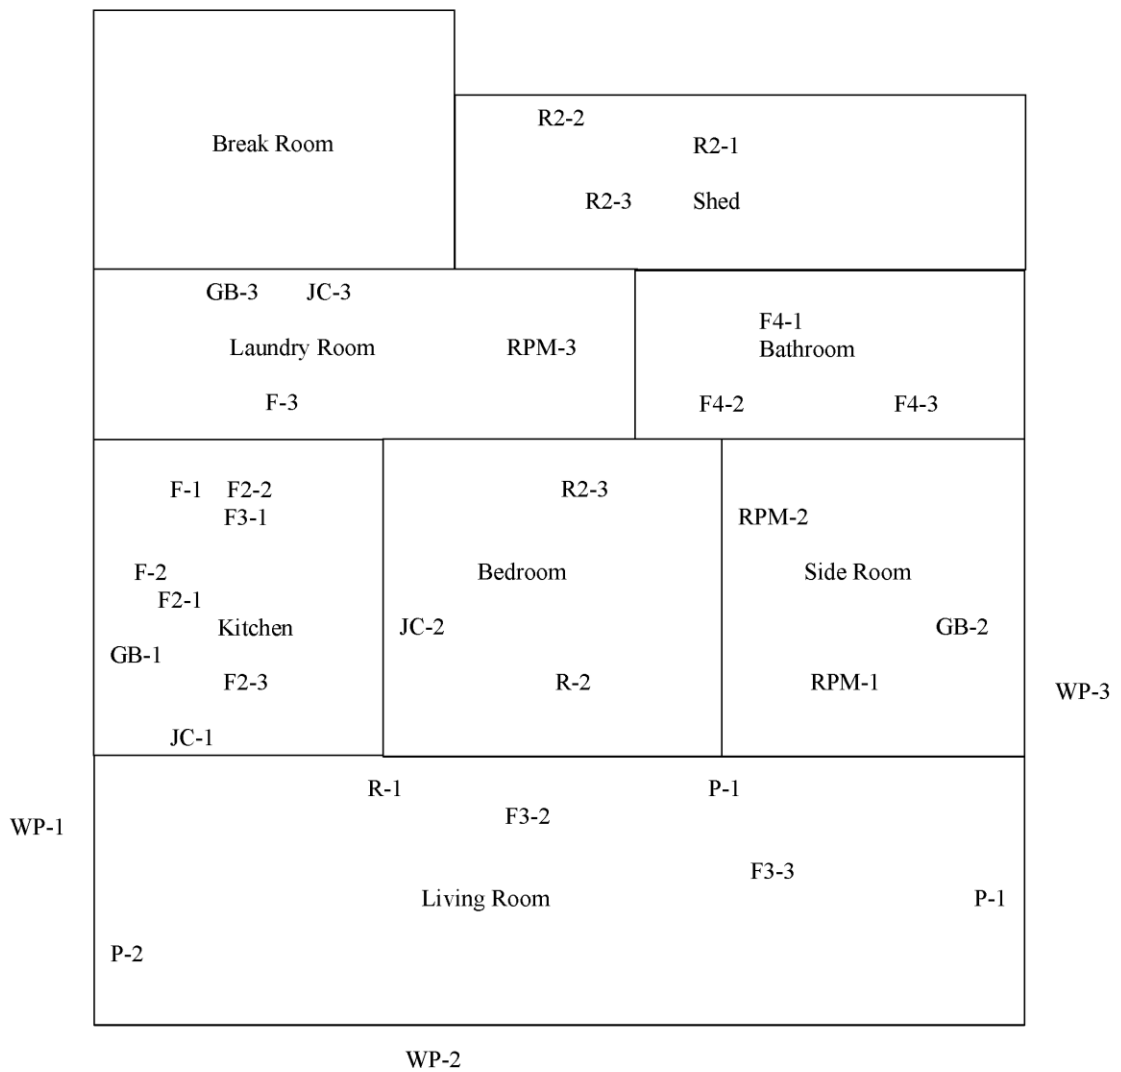 Break Room
R2-2
R2-1
R2-3
Shed
GB-3
JC-3
Laundry Room
RPM-3
F-3
F4-1
Bathroom
F4-2
F4-3
F-1
F2-2
F3-1
F-2
F2-1
Kitchen
GB-1
F2-3
JC-1
R2-3
Bedroom
JC-2
R-2
RPM-2
Side Room
GB-2
RPM-1
WP-3
R-1
P-1
F3-2
WP-1
F3-3
Living Room
P-1
P-2
WP-2